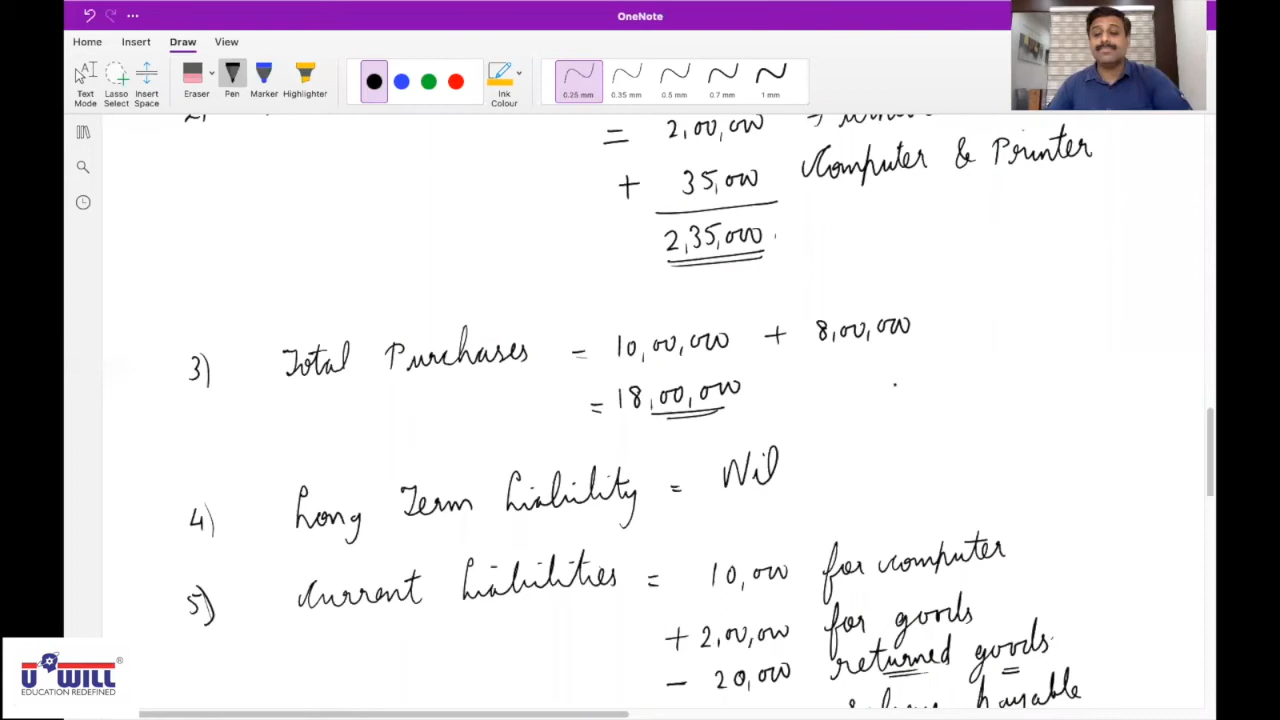 OneNote
Home Insert Draw View
Text Mode
Lasso Select
Insert Space
Eraser
Pen
Marker
Highlighter
Ink Colour
0.25 mm 0.35 mm 0.5 mm 0.7 mm 1 mm
= 2,00,000
+ 35,000 Computer & Printer
2,35,000
3) Total Purchases = 10,00,000 + 8,00,000
= 18,00,000
4) Long Term Liability = Nil
5) Current Liabilities = 10,000 for computer
+ 2,00,000 for goods
- 20,000 returned goods
payable
U WILL ®
EDUCATION REDEFINED